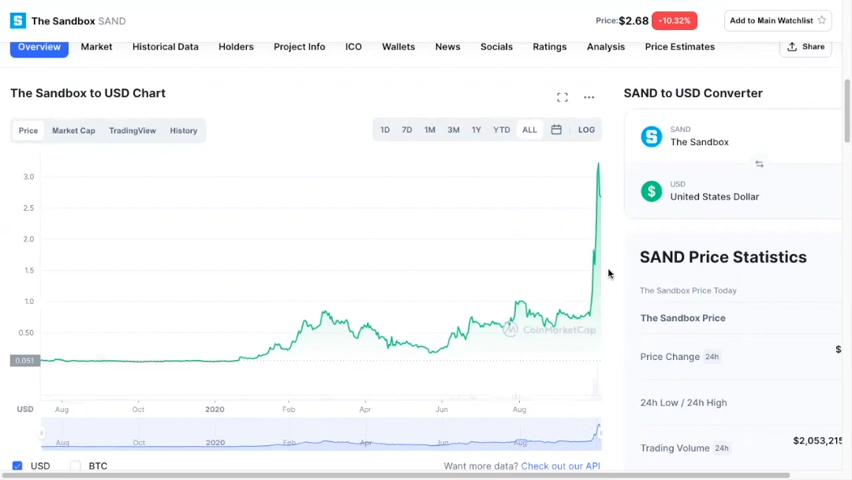 The Sandbox SAND Price: $2.68 -10.32% Add to Main Watchlist
Overview Market Historical Data Holders Project Info ICO Wallets News Socials Ratings Analysis Price Estimates Share
The Sandbox to USD Chart
Price Market Cap TradingView History 1D 7D 1M 3M 1Y YTD ALL LOG
3.0
2.5
2.0
1.5
1.0
0.50
0.051
CoinMarketCap
USD Aug Oct 2020 Feb Apr Jun Aug
Aug Oct 2020 Feb Apr Jun Aug
USD BTC Want more data? Check out our API
SAND to USD Converter
SAND
The Sandbox
USD
United States Dollar
SAND Price Statistics
The Sandbox Price Today
The Sandbox Price
Price Change 24h $
24h Low / 24h High
Trading Volume 24h $2,053,215